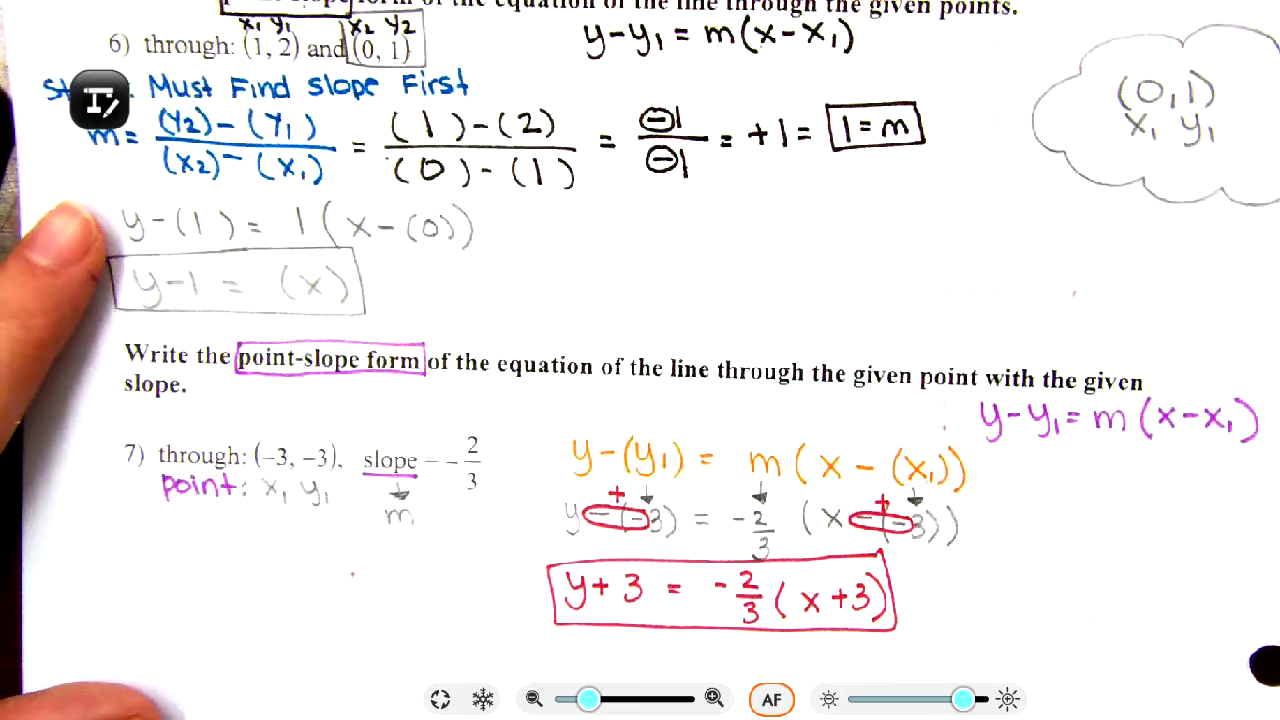 point-slope form of the equation of the line through the given points.
x₁ y₁ x₂ y₂
6) through: (1, 2) and (0, 1)
y-y₁ = m(x-x₁)
Must Find slope First
m= (Y₂)-(Y₁) / (x₂)-(x₁) = (1)-(2) / (0)-(1) = -1 / -1 = +1 = 1=m
(0,1)
x₁ y₁
y-(1) = 1(x-(0))
y-1 = (x)
Write the point-slope form of the equation of the line through the given point with the given
slope.
y-y₁ = m(x-x₁)
7) through: (−3, −3), slope = − 2/3
point: x₁ y₁
m
y-(y₁) = m(x-(x₁))
+ +
y-(-3) = -2/3 (x-(-3))
y+3 = -2/3 (x+3)
AF